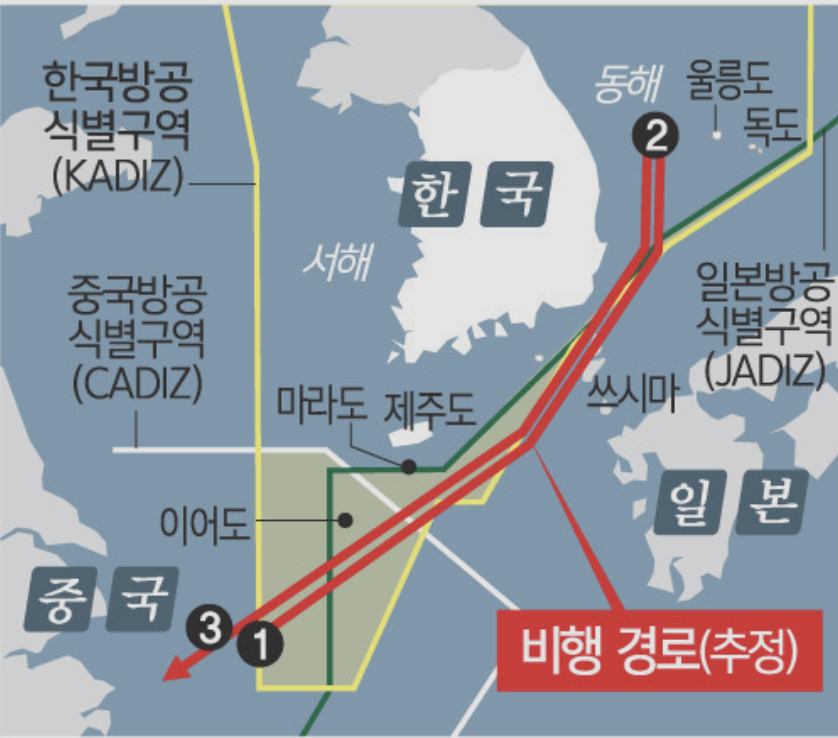 한국방공
식별구역
(KADIZ)
동해
울릉도
독도
2
한국
서해
중국방공
식별구역
(CADIZ)
일본방공
식별구역
(JADIZ)
마라도
제주도
쓰시마
이어도
일본
중국
3
1
비행 경로(추정)